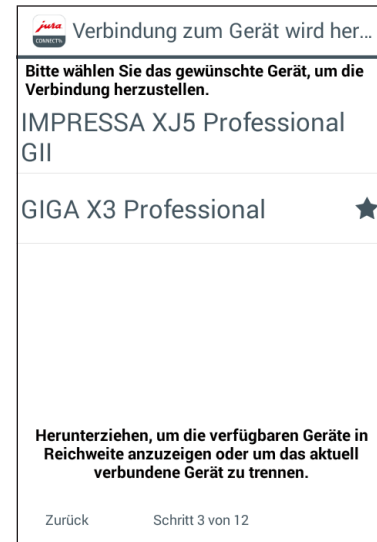 jura
CONNECTS
Verbindung zum Gerät wird her...
Bitte wählen Sie das gewünschte Gerät, um die
Verbindung herzustellen.
IMPRESSA XJ5 Professional
GII
GIGA X3 Professional
Herunterziehen, um die verfügbaren Geräte in
Reichweite anzuzeigen oder um das aktuell
verbundene Gerät zu trennen.
Zurück Schritt 3 von 12